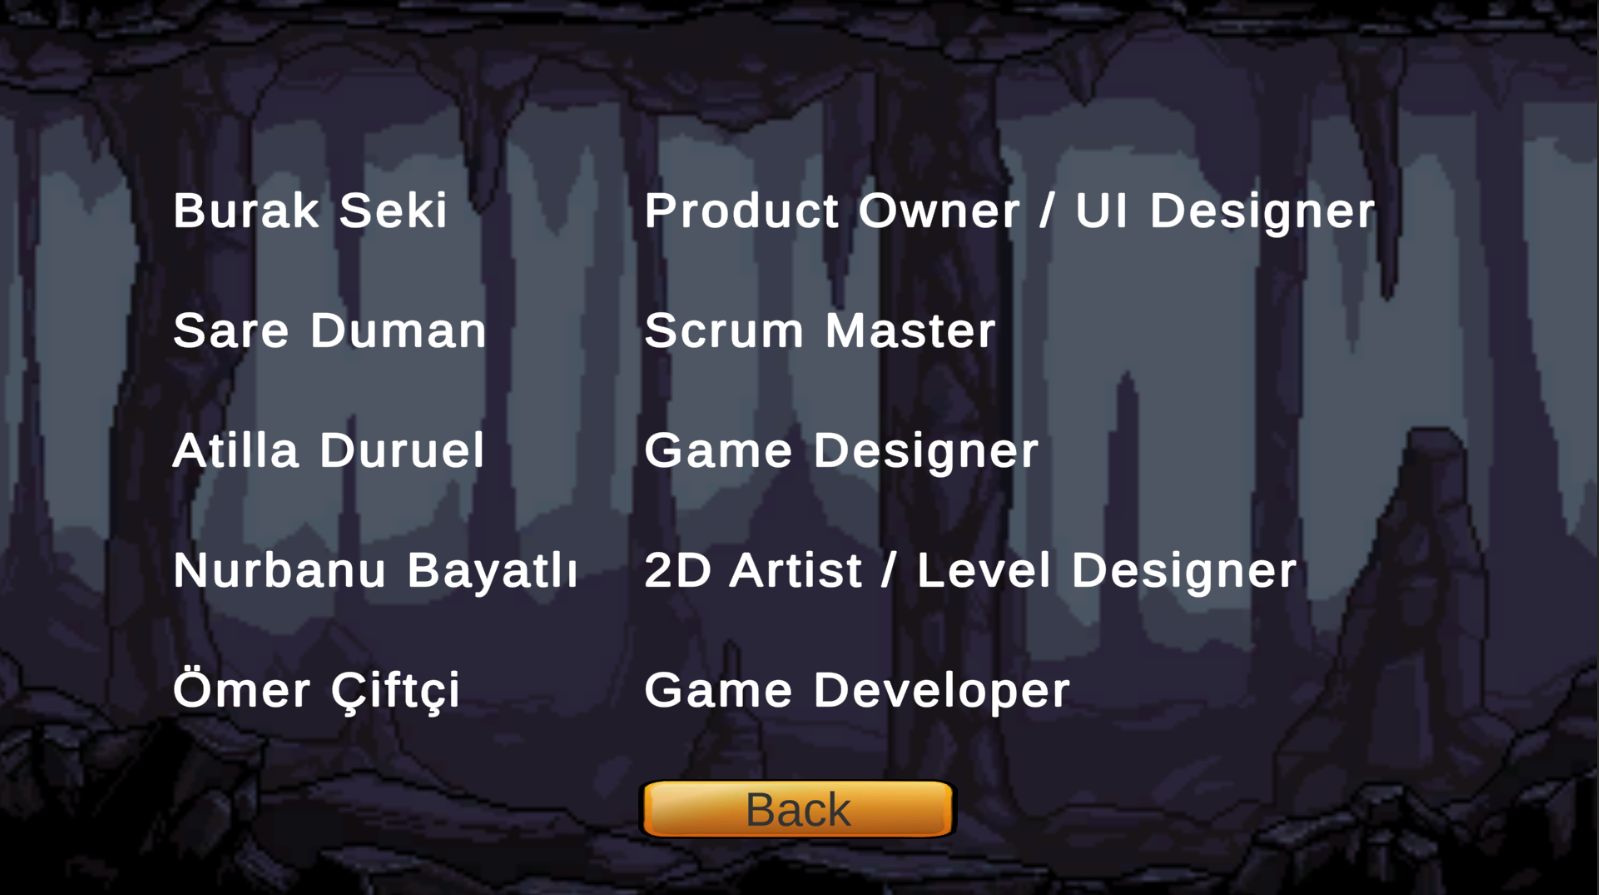 Burak Seki Product Owner / UI Designer
Sare Duman Scrum Master
Atilla Duruel Game Designer
Nurbanu Bayatlı 2D Artist / Level Designer
Ömer Çiftçi Game Developer
Back